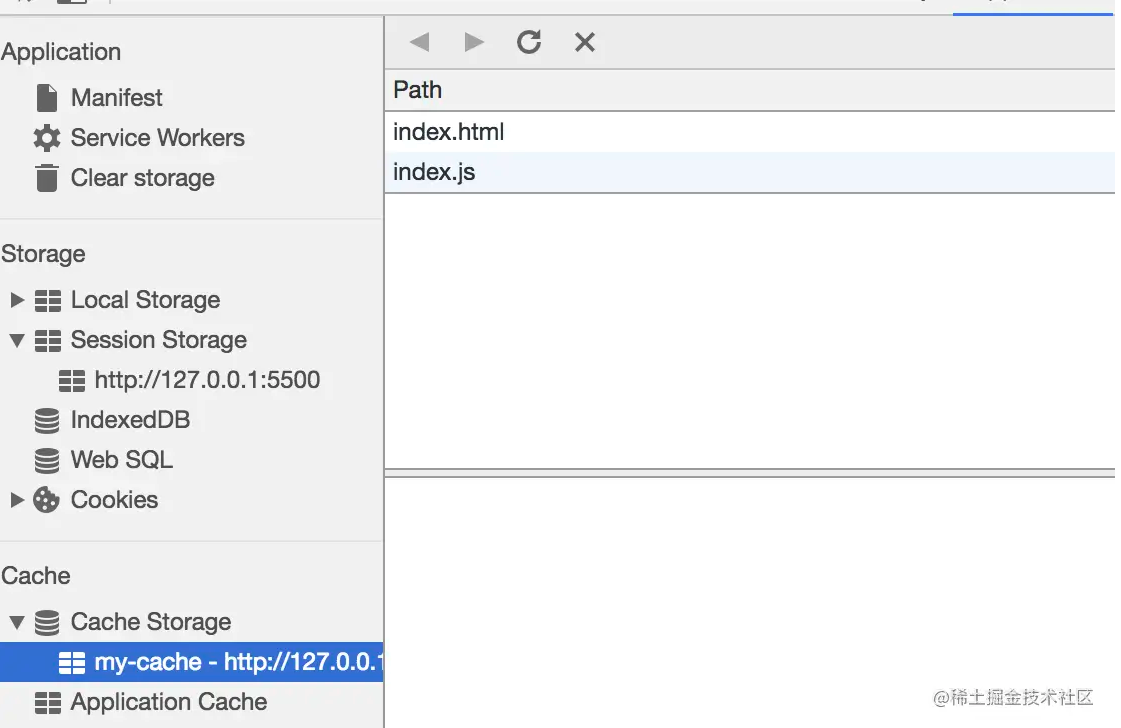 Application
Manifest
Service Workers
Clear storage
Storage
Local Storage
Session Storage
http://127.0.0.1:5500
IndexedDB
Web SQL
Cookies
Cache
Cache Storage
my-cache - http://127.0.0.1
Application Cache
Path
index.html
index.js
@稀土掘金技术社区